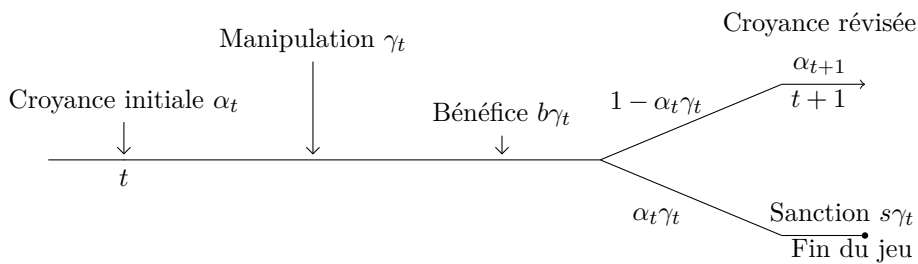 Croyance révisée
Manipulation γ_t
α_{t+1}
Croyance initiale α_t
Bénéfice bγ_t
1 − α_tγ_t
t + 1
t
α_tγ_t
Sanction sγ_t
Fin du jeu